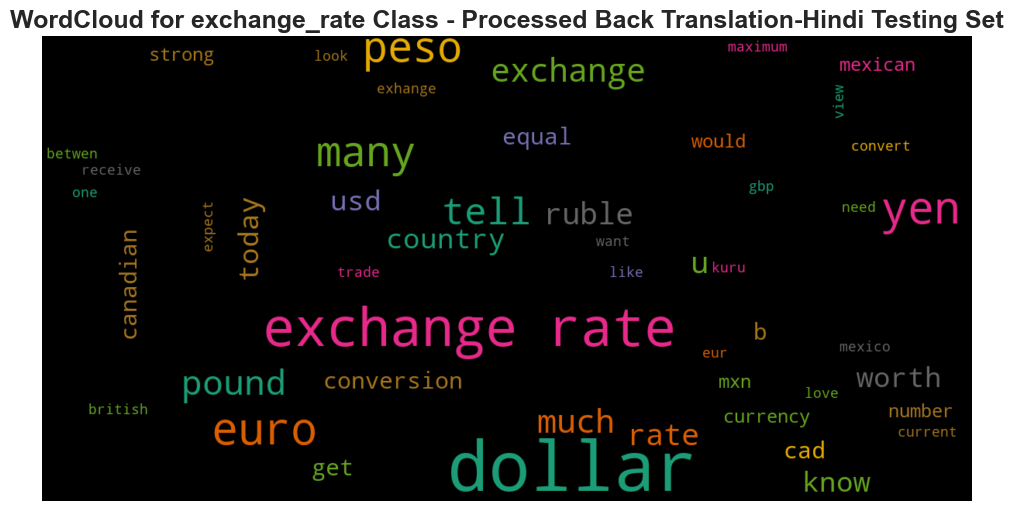 WordCloud for exchange_rate Class - Processed Back Translation-Hindi Testing Set
strong
look
peso
exchange
maximum
mexican
exhange
view
betwen
receive
many
equal
would
convert
one
usd
gbp
expect
today
tell
ruble
need
yen
canadian
country
want
trade
like
u
kuru
exchange rate
b
eur
mexico
pound
conversion
mxn
love
worth
british
euro
much
rate
currency
number
current
get
dollar
cad
know